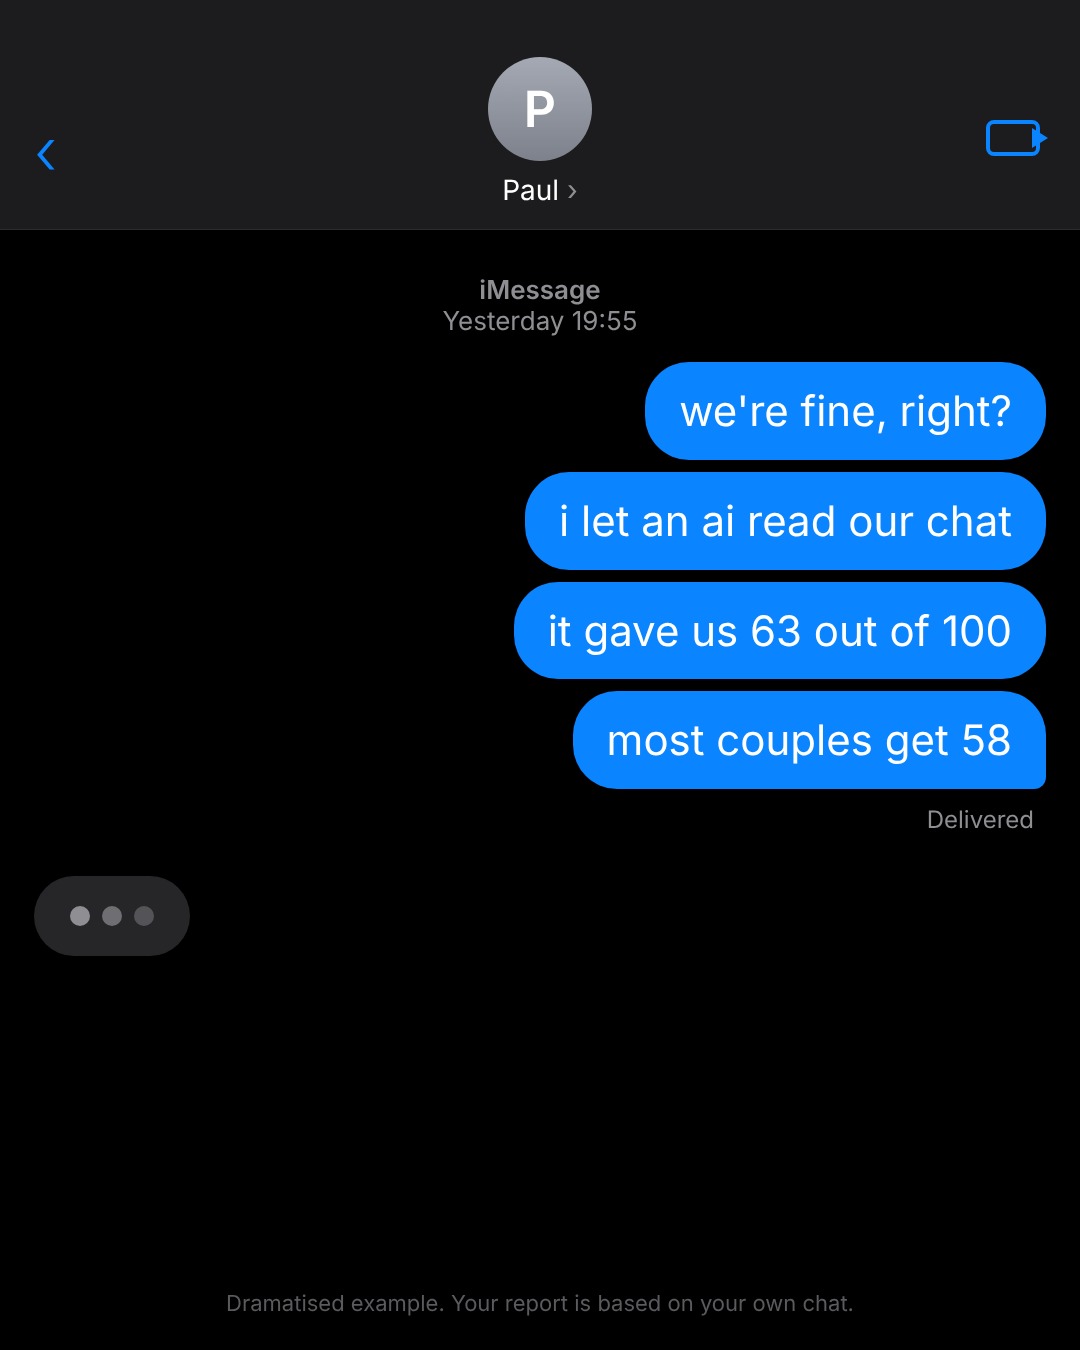 P
Paul ›
iMessage
Yesterday 19:55
we're fine, right?
i let an ai read our chat
it gave us 63 out of 100
most couples get 58
Delivered
Dramatised example. Your report is based on your own chat.